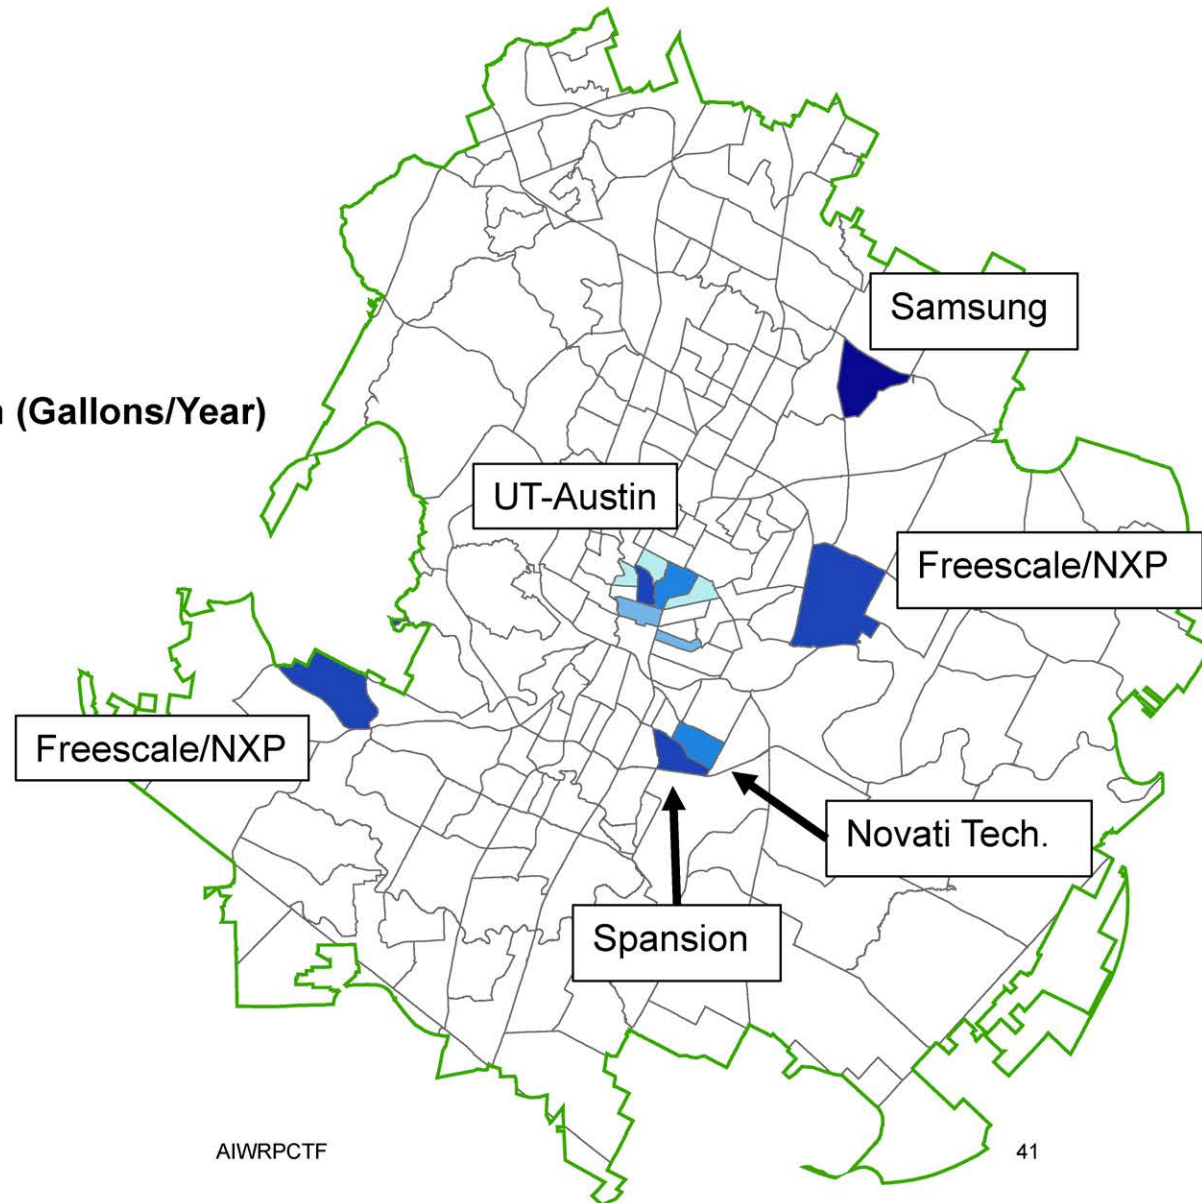 Samsung
(Gallons/Year)
UT-Austin
Freescale/NXP
Freescale/NXP
Novati Tech.
Spansion
AIWRPCTF
41